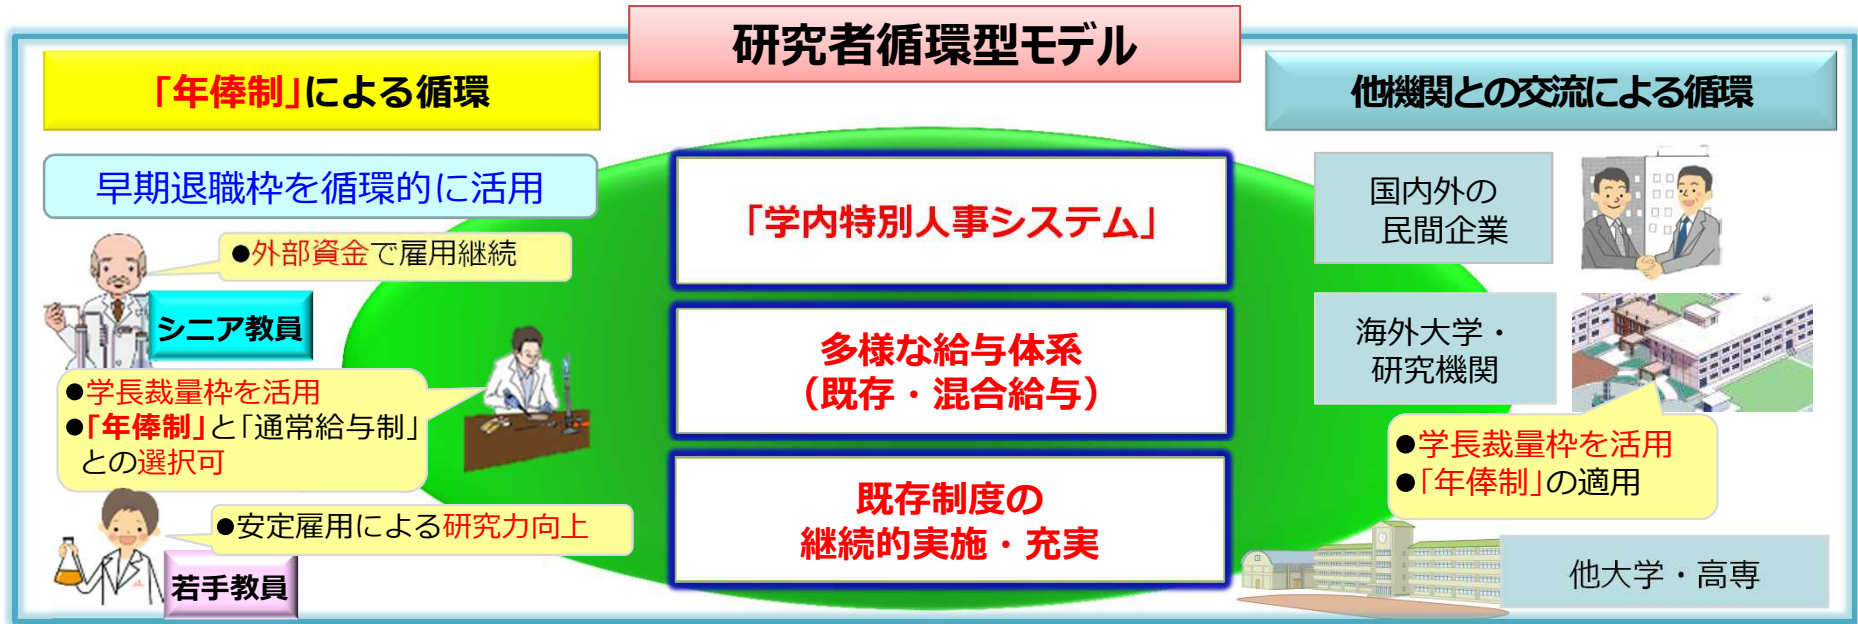 研究者循環型モデル
「年俸制」による循環
早期退職枠を循環的に活用
●外部資金で雇用継続
シニア教員
●学長裁量枠を活用
●「年俸制」と「通常給与制」
との選択可
●安定雇用による研究力向上
若手教員
「学内特別人事システム」
多様な給与体系
（既存・混合給与）
既存制度の
継続的実施・充実
他機関との交流による循環
国内外の
民間企業
海外大学・
研究機関
●学長裁量枠を活用
●「年俸制」の適用
他大学・高専